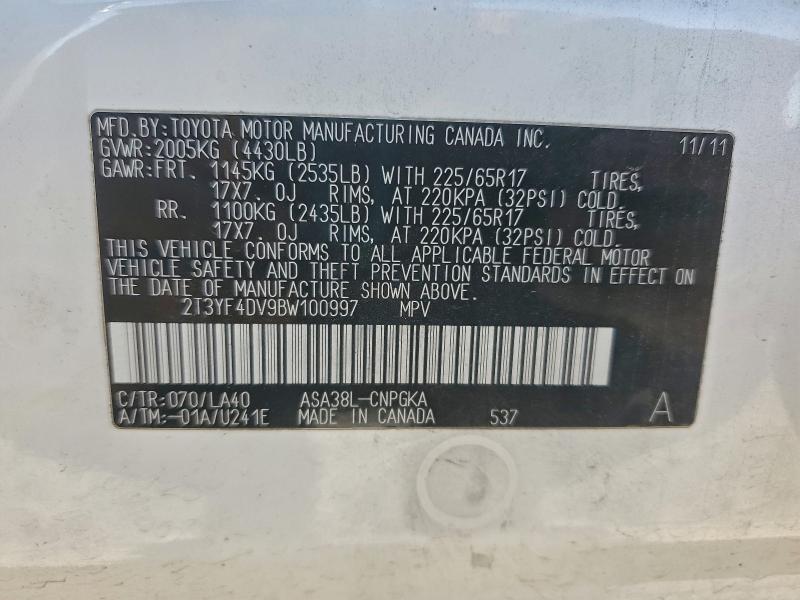 MFD.BY:TOYOTA MOTOR MANUFACTURING CANADA INC. 11/11
GVWR:2005KG (4430LB)
GAWR:FRT. 1145KG (2535LB) WITH 225/65R17 TIRES,
17X7.0J RIMS, AT 220KPA (32PSI) COLD.
RR. 1100KG (2435LB) WITH 225/65R17 TIRES,
17X7.0J RIMS, AT 220KPA (32PSI) COLD.
THIS VEHICLE CONFORMS TO ALL APPLICABLE FEDERAL MOTOR
VEHICLE SAFETY AND THEFT PREVENTION STANDARDS IN EFFECT ON
THE DATE OF MANUFACTURE SHOWN ABOVE.
2T3YF4DV9BW100997 MPV
C/TR:070/LA40 ASA38L-CNPGKA
A/TM:-01A/U241E MADE IN CANADA 537 A